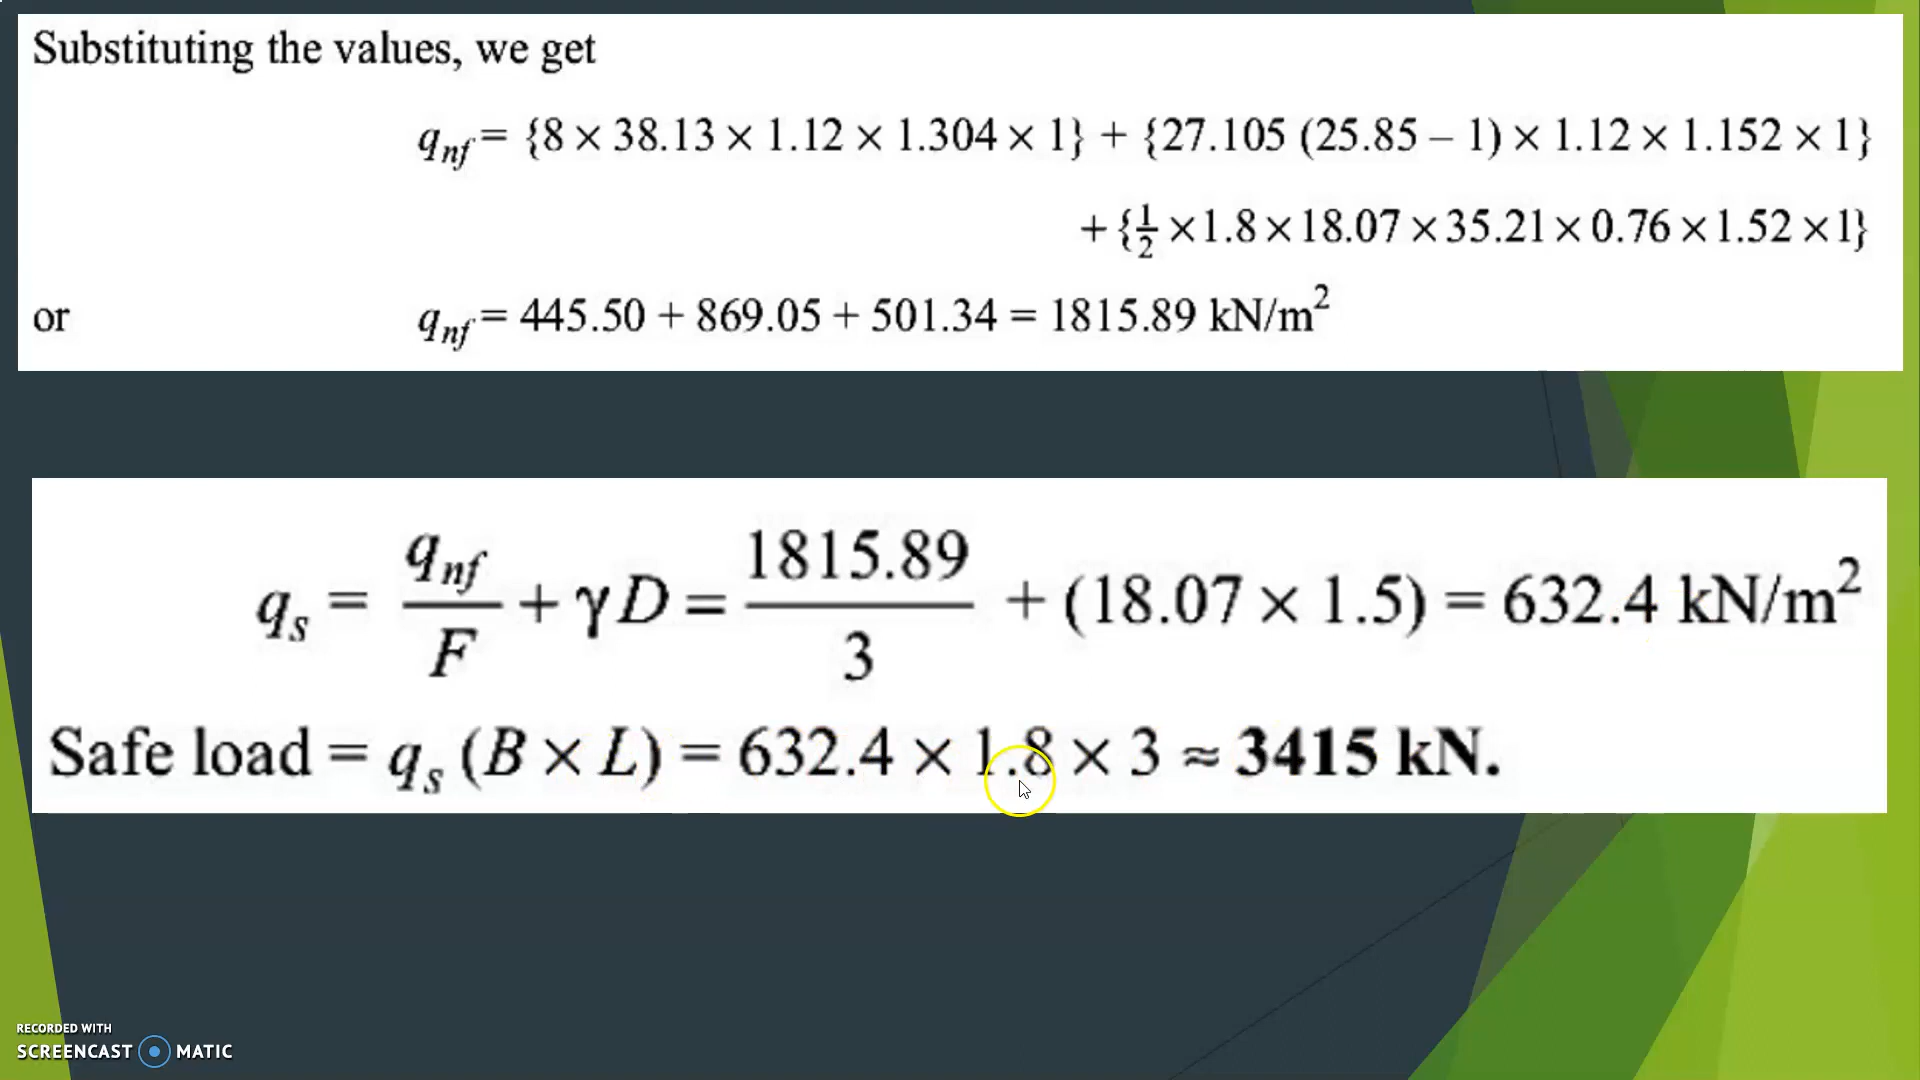 Substituting the values, we get
q_nf = {8 × 38.13 × 1.12 × 1.304 × 1} + {27.105 (25.85 – 1) × 1.12 × 1.152 × 1}
+ {1/2 × 1.8 × 18.07 × 35.21 × 0.76 × 1.52 × 1}
or q_nf = 445.50 + 869.05 + 501.34 = 1815.89 kN/m²
q_s = q_nf/F + γD = 1815.89/3 + (18.07 × 1.5) = 632.4 kN/m²
Safe load = q_s (B × L) = 632.4 × 1.8 × 3 ≈ 3415 kN.
RECORDED WITH
SCREENCAST MATIC